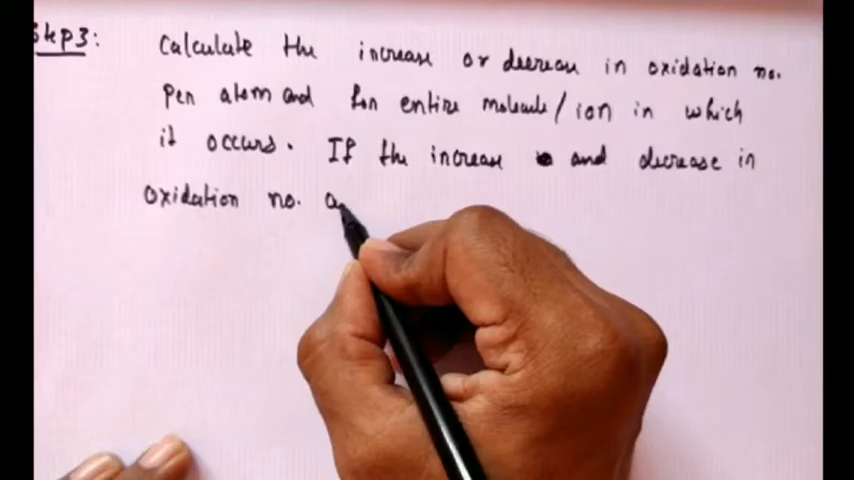 Step3: Calculate the increase or decrease in oxidation no.
per atom and for entire molecule/ion in which
it occurs. If the increase and decrease in
oxidation no.